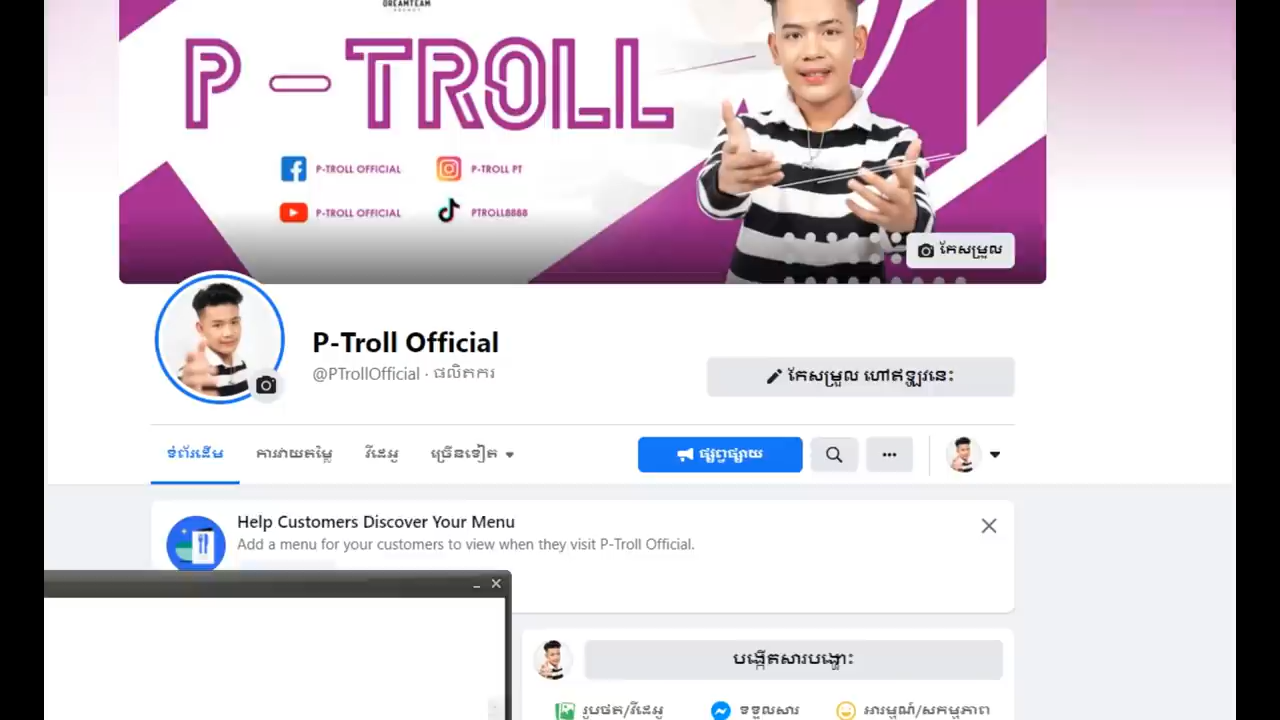 DREAMTEAM
AGENCY
P-TROLL
P-TROLL OFFICIAL
P-TROLL PT
P-TROLL OFFICIAL
PTROLL8888
កែសម្រួល
P-Troll Official
@PTrollOfficial · ផលិតករ
កែសម្រួល ហៅឥឡូវនេះ
ទំព័រដើម
ការវាយតម្លៃ
វីដេអូ
ច្រើនទៀត
ផ្សព្វផ្សាយ
Help Customers Discover Your Menu
Add a menu for your customers to view when they visit P-Troll Official.
បង្កើតសារបង្ហោះ
រូបថត/វីដេអូ
ទទួលសារ
អារម្មណ៍/សកម្មភាព